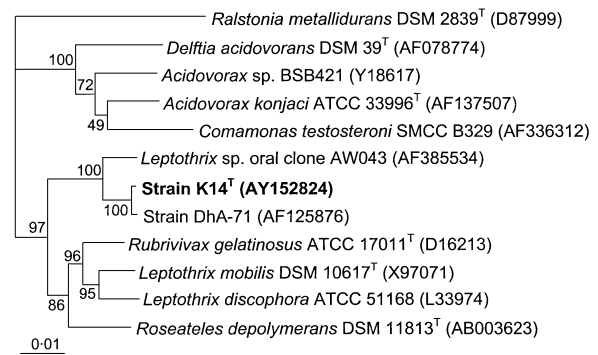 Ralstonia metallidurans DSM 2839T (D87999)
Delftia acidovorans DSM 39T (AF078774)
100
Acidovorax sp. BSB421 (Y18617)
72
Acidovorax konjaci ATCC 33996T (AF137507)
49
Comamonas testosteroni SMCC B329 (AF336312)
Leptothrix sp. oral clone AW043 (AF385534)
100
Strain K14T (AY152824)
100
Strain DhA-71 (AF125876)
97
Rubrivivax gelatinosus ATCC 17011T (D16213)
96
Leptothrix mobilis DSM 10617T (X97071)
95
Leptothrix discophora ATCC 51168 (L33974)
86
Roseateles depolymerans DSM 11813T (AB003623)
0·01